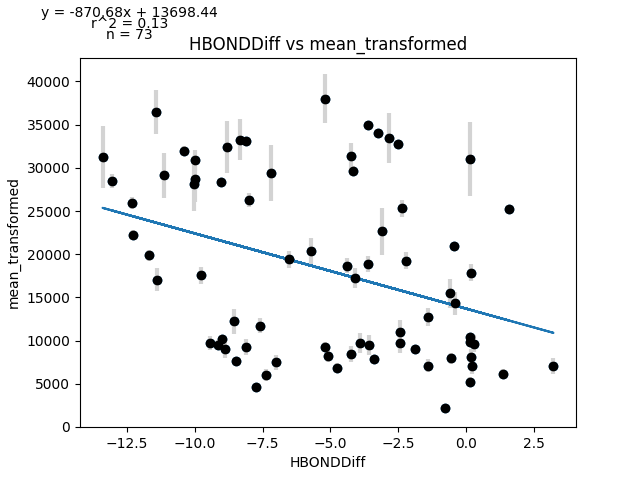 y = -870.68x + 13698.44
r^2 = 0.13
n = 73
HBONDDiff vs mean_transformed
mean_transformed
40000
35000
30000
25000
20000
15000
10000
5000
0
−12.5 −10.0 −7.5 −5.0 −2.5 0.0 2.5
HBONDDiff